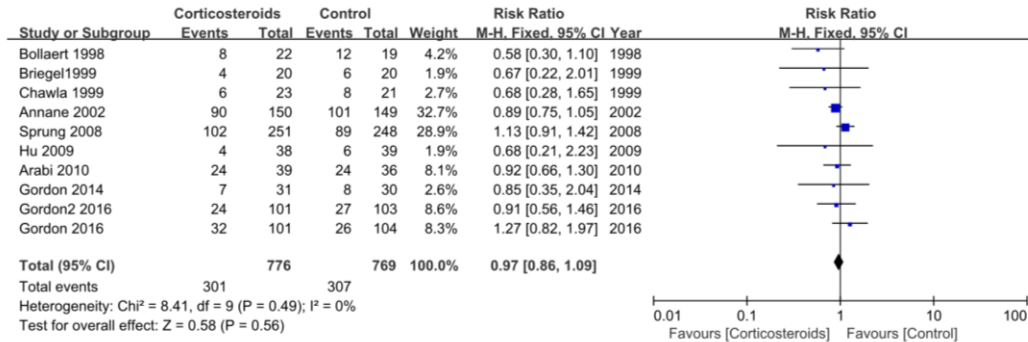 Corticosteroids Control Risk Ratio Risk Ratio
Study or Subgroup Events Total Events Total Weight M-H. Fixed. 95% CI Year M-H. Fixed. 95% CI
Bollaert 1998 8 22 12 19 4.2% 0.58 [0.30, 1.10] 1998
Briegel1999 4 20 6 20 1.9% 0.67 [0.22, 2.01] 1999
Chawla 1999 6 23 8 21 2.9% 0.68 [0.28, 1.65] 1999
Annane 2002 90 150 101 149 32.7% 0.89 [0.75, 1.05] 2002
Sprung 2008 102 251 89 248 28.9% 1.13 [0.91, 1.42] 2008
Hu 2009 4 38 6 39 1.9% 0.68 [0.21, 2.23] 2009
Arabi 2010 24 39 24 36 8.1% 0.92 [0.66, 1.30] 2010
Gordon 2014 7 31 8 30 2.6% 0.85 [0.35, 2.04] 2014
Gordon2 2016 24 101 27 103 8.6% 0.91 [0.56, 1.46] 2016
Gordon 2016 32 101 26 104 8.3% 1.27 [0.82, 1.97] 2016
Total (95% CI) 776 769 100.0% 0.97 [0.86, 1.09]
Total events 301 307
Heterogeneity: Chi² = 8.41, df = 9 (P = 0.49); I² = 0%
Test for overall effect: Z = 0.58 (P = 0.56)
0.01 0.1 1 10 100
Favours [Corticosteroids] Favours [Control]